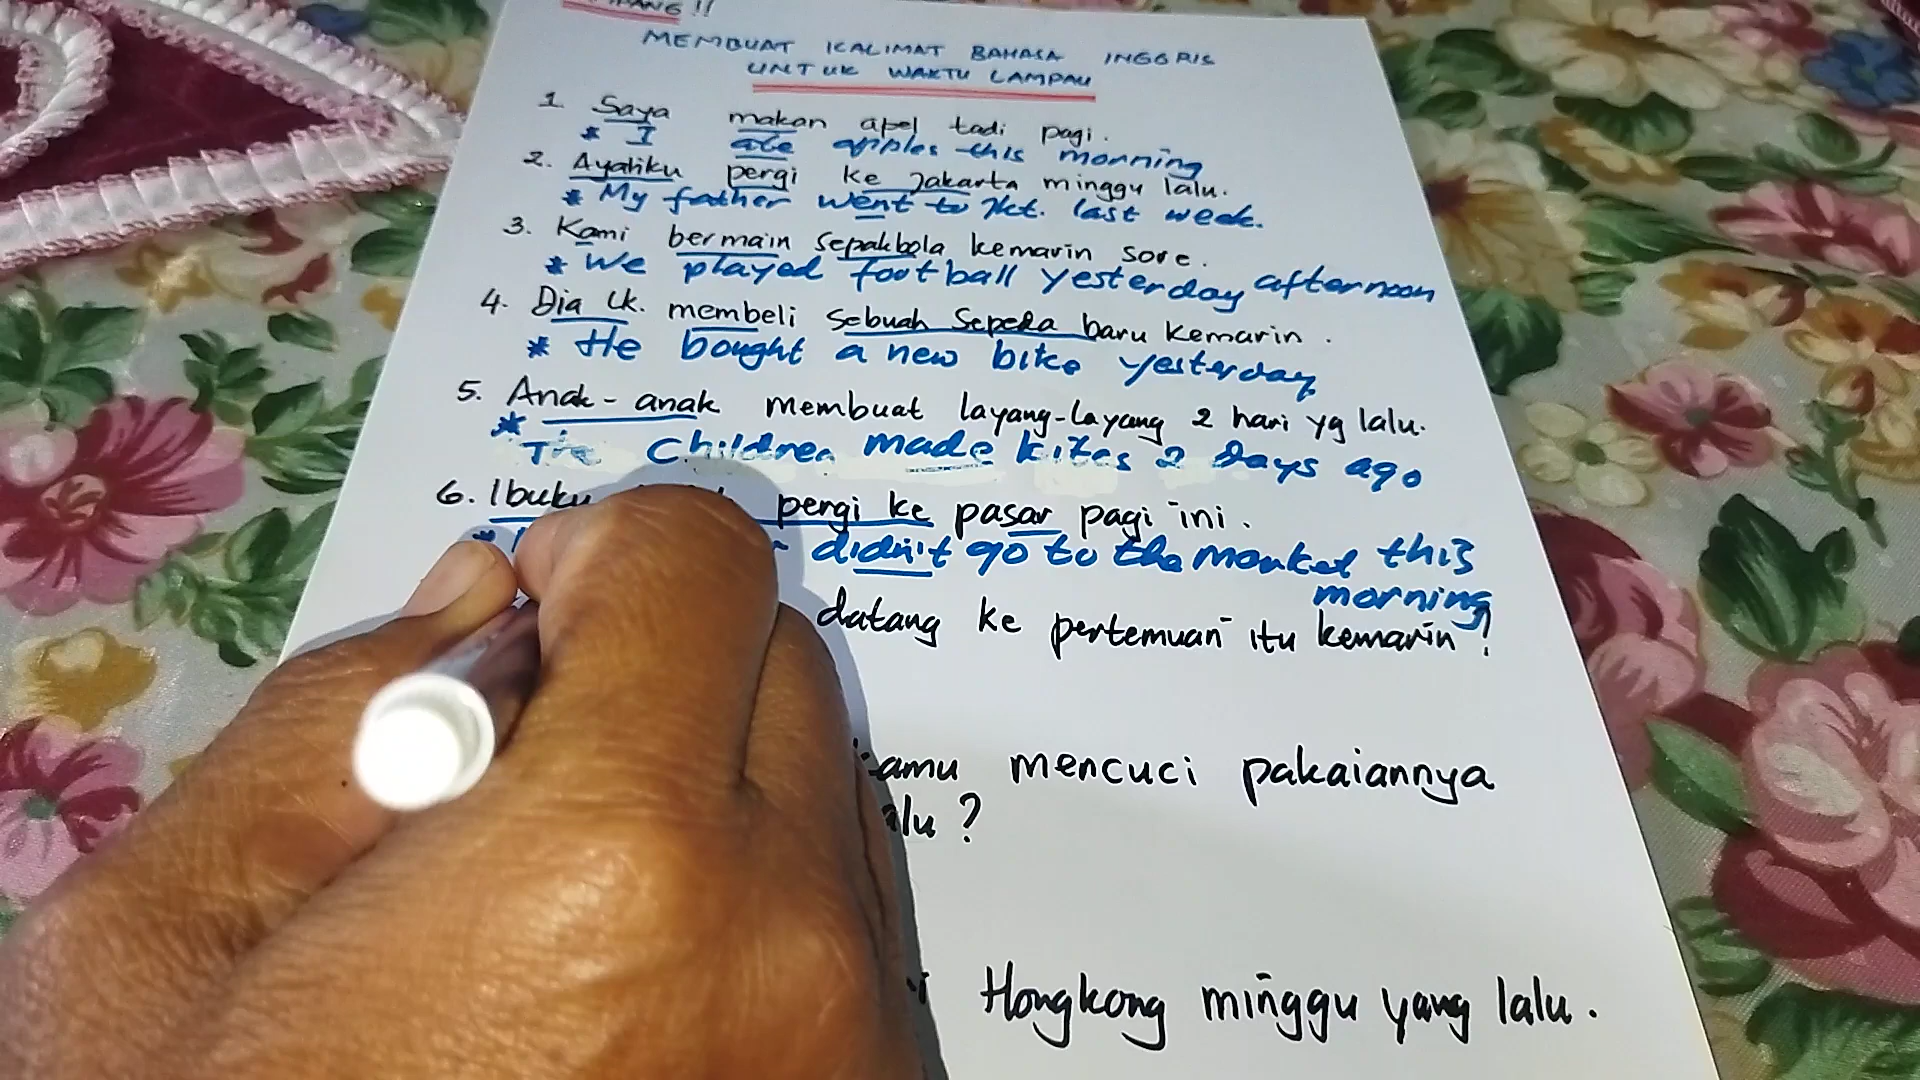 MEMBUAT KALIMAT BAHASA INGGRIS
UNTUK WAKTU LAMPAU
1. Saya makan apel tadi pagi.
* I ate apples this morning
2. Ayahku pergi ke Jakarta minggu lalu.
* My father went to Jkt. last week.
3. Kami bermain sepakbola kemarin sore.
* We played football yesterday afternoon
4. Dia Lk. membeli sebuah sepeda baru kemarin.
* He bought a new bike yesterday
5. Anak-anak membuat layang-layang 2 hari yg lalu.
* The children made kites 2 days ago
6. Ibuku pergi ke pasar pagi ini.
* didn't go to the market this
morning
datang ke pertemuan itu kemarin?
kamu mencuci pakaiannya
lalu?
Hongkong minggu yang lalu.